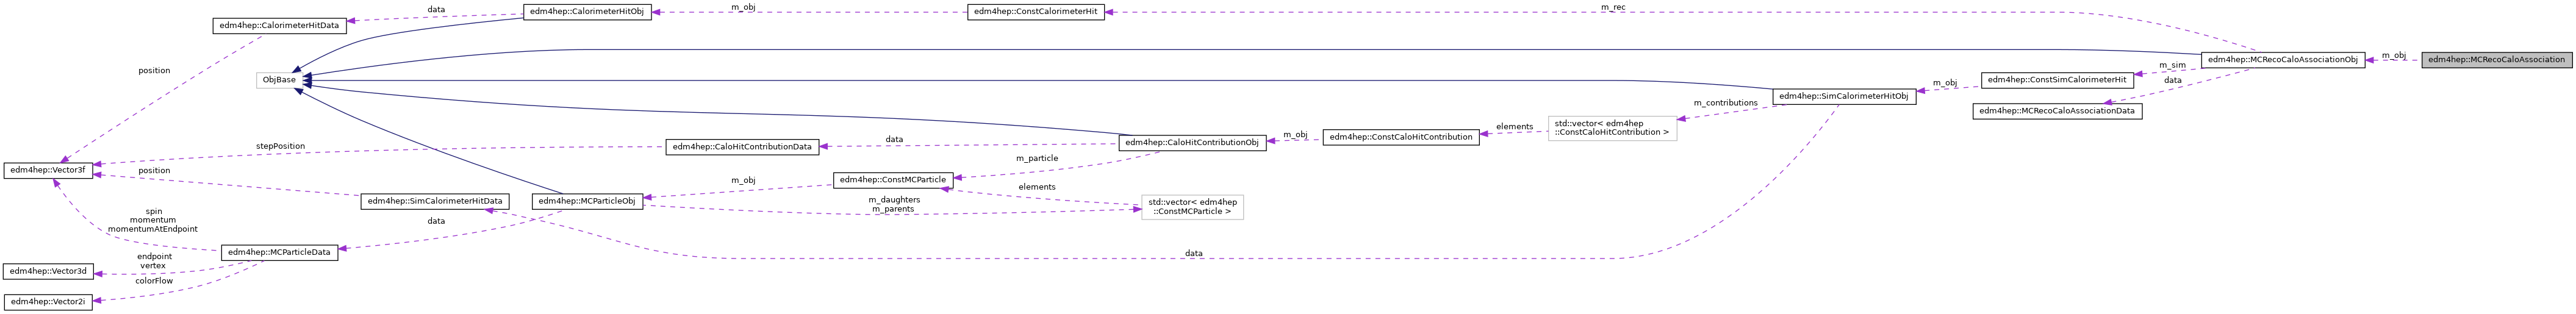 data
edm4hep::CalorimeterHitObj
m_obj
edm4hep::ConstCalorimeterHit
m_rec
edm4hep::CalorimeterHitData
m_obj
edm4hep::MCRecoCaloAssociationObj
edm4hep::MCRecoCaloAssociation
m_sim
position
ObjBase
edm4hep::ConstSimCalorimeterHit
data
m_obj
edm4hep::SimCalorimeterHitObj
m_contributions
edm4hep::MCRecoCaloAssociationData
std::vector< edm4hep
::ConstCaloHitContribution >
elements
edm4hep::ConstCaloHitContribution
m_obj
edm4hep::CaloHitContributionObj
data
edm4hep::CaloHitContributionData
stepPosition
m_particle
edm4hep::Vector3f
position
m_obj
edm4hep::ConstMCParticle
elements
edm4hep::SimCalorimeterHitData
edm4hep::MCParticleObj
m_daughters
m_parents
std::vector< edm4hep
::ConstMCParticle >
spin
momentum
momentumAtEndpoint
data
edm4hep::MCParticleData
data
endpoint
vertex
edm4hep::Vector3d
colorFlow
edm4hep::Vector2i